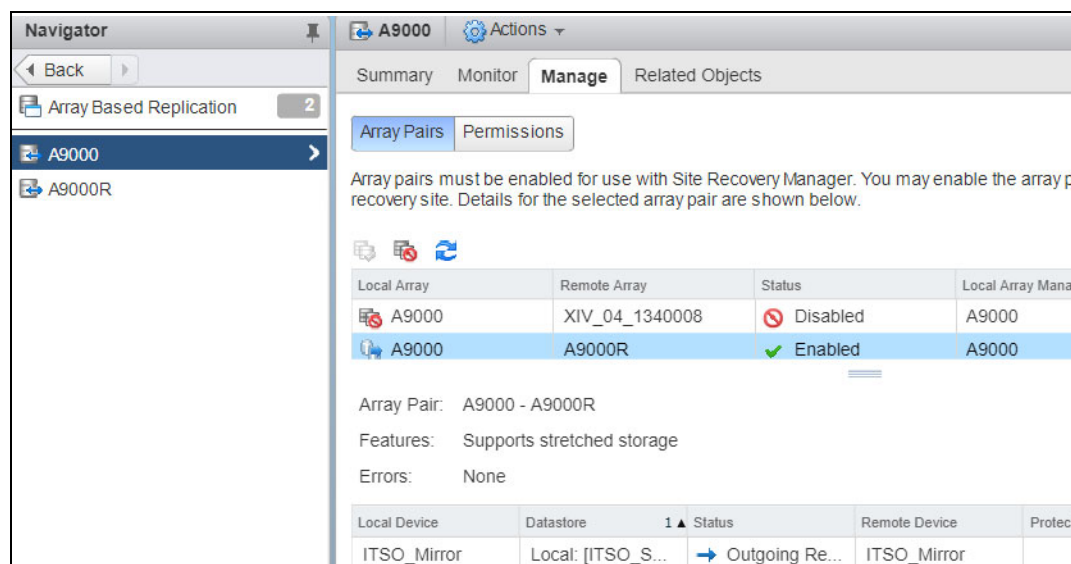 Navigator
A9000 Actions
Back
Summary Monitor Manage Related Objects
Array Based Replication 2
Array Pairs Permissions
A9000
A9000R
Array pairs must be enabled for use with Site Recovery Manager. You may enable the array p
recovery site. Details for the selected array pair are shown below.
Local Array Remote Array Status Local Array Mana
A9000 XIV_04_1340008 Disabled A9000
A9000 A9000R Enabled A9000
Array Pair: A9000 - A9000R
Features: Supports stretched storage
Errors: None
Local Device Datastore 1 Status Remote Device Protec
ITSO_Mirror Local: [ITSO_S... Outgoing Re... ITSO_Mirror